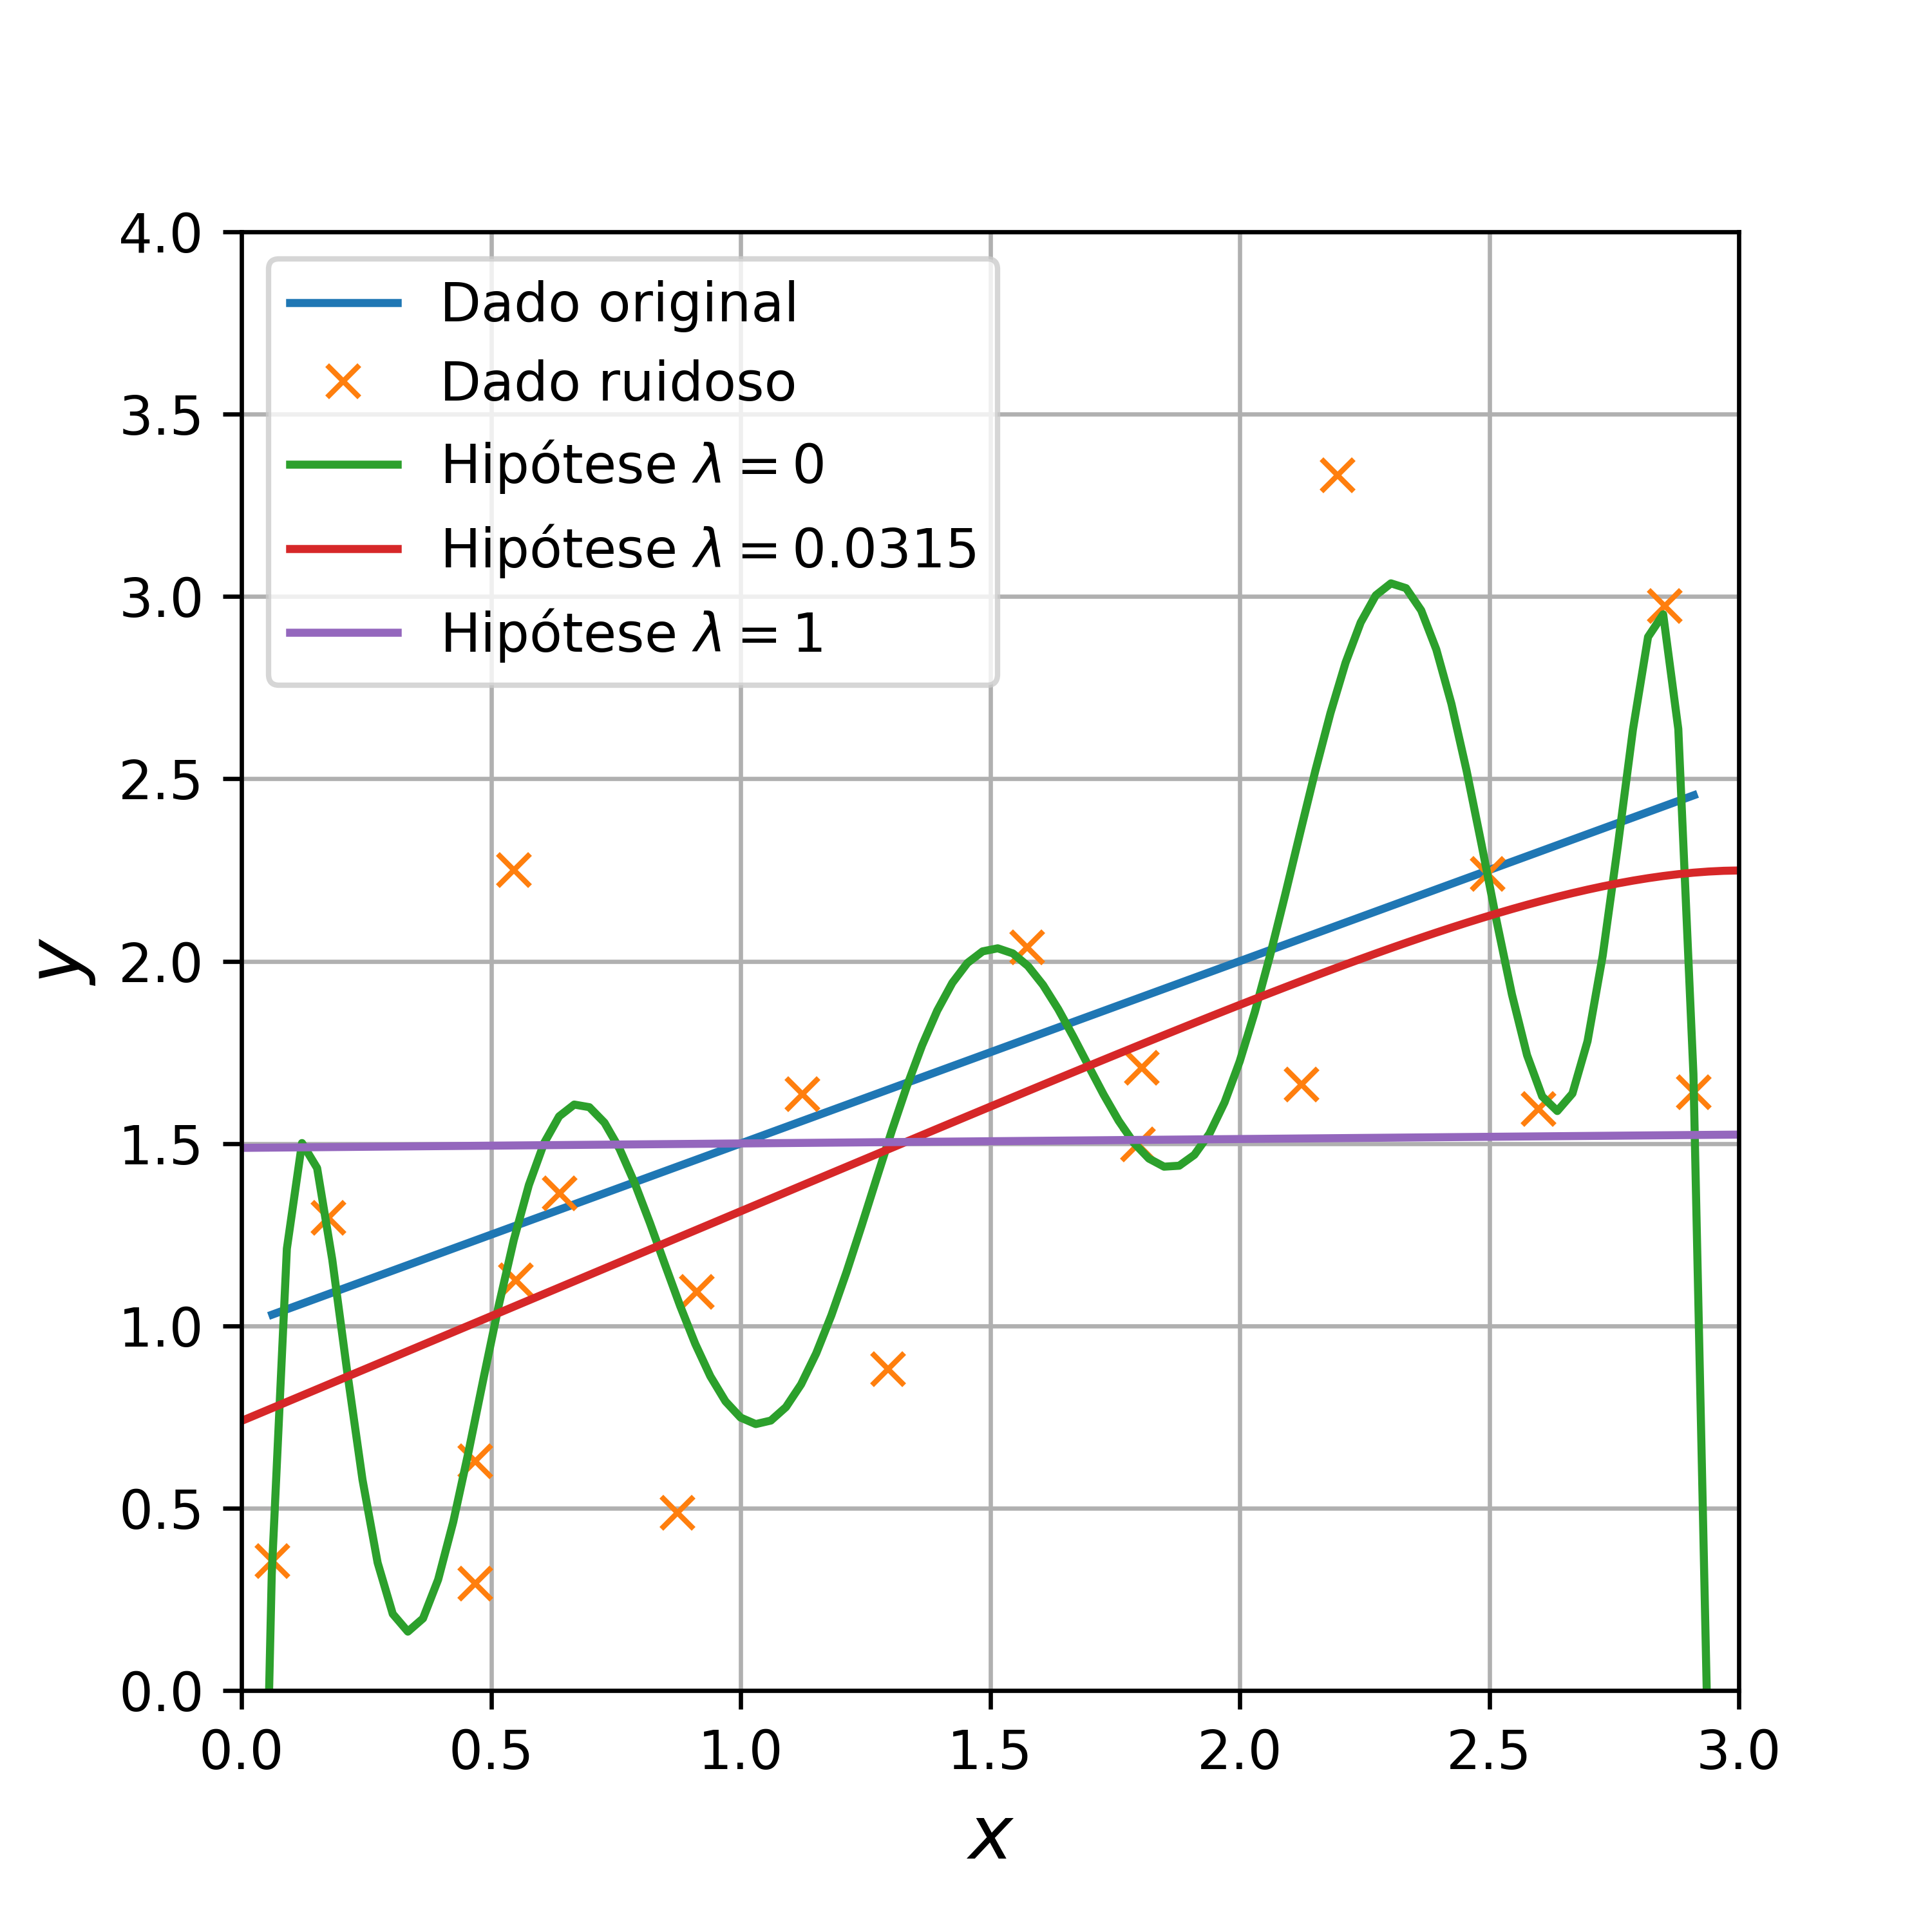 4.0
3.5
3.0
2.5
2.0
1.5
1.0
0.5
0.0
y
Dado original
Dado ruidoso
Hipótese λ = 0
Hipótese λ = 0.0315
Hipótese λ = 1
0.0 0.5 1.0 1.5 2.0 2.5 3.0
x